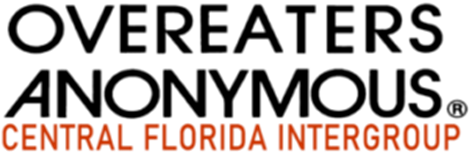 OVEREATERS
ANONYMOUS®
CENTRAL FLORIDA INTERGROUP